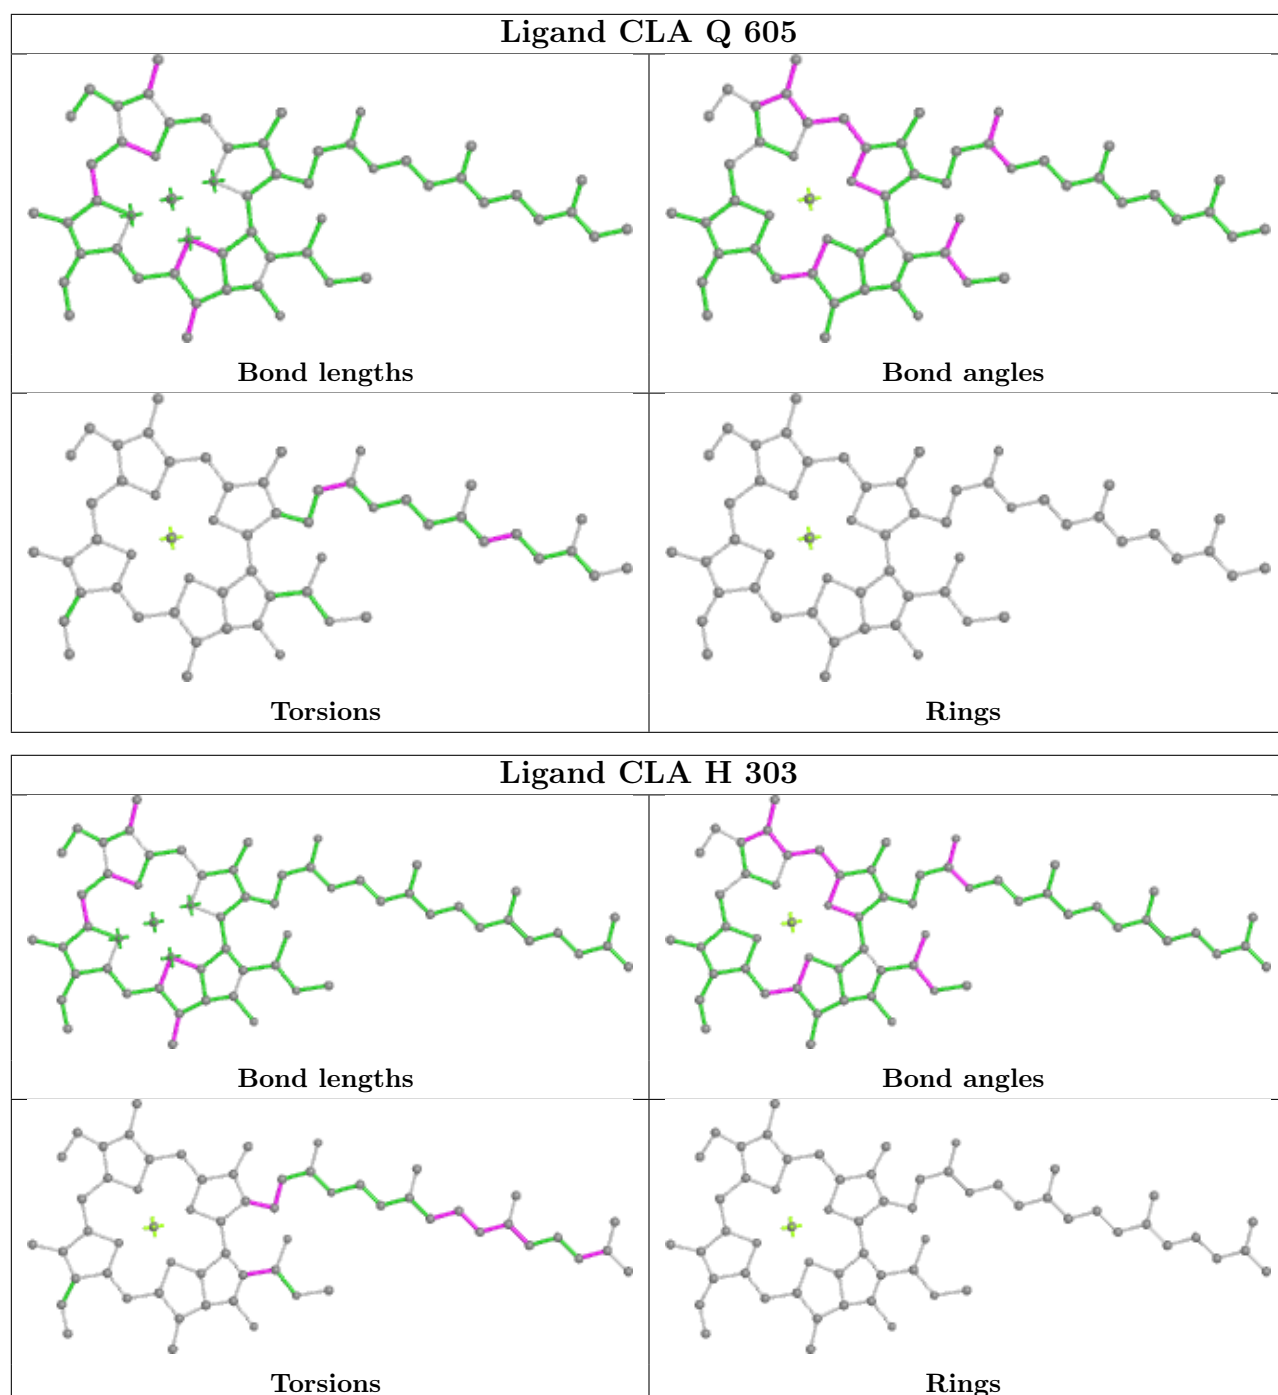 Ligand CLA Q 605
Bond lengths
Bond angles
Torsions
Rings
Ligand CLA H 303
Bond lengths
Bond angles
Torsions
Rings